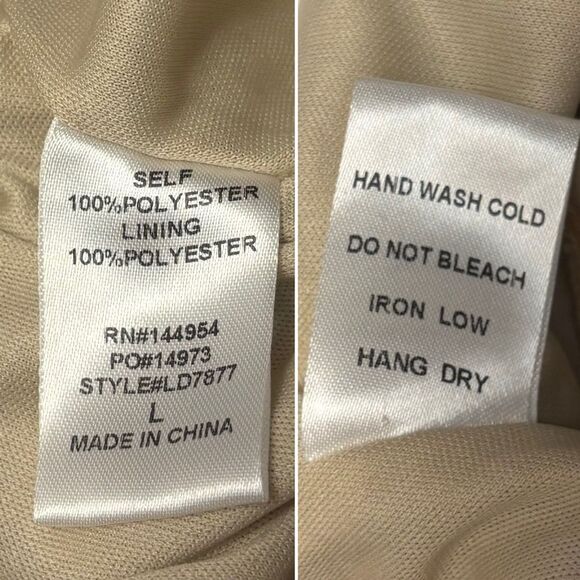 SELF
100%POLYESTER
LINING
100%POLYESTER
RN#144954
PO#14973
STYLE#LD7877
L
MADE IN CHINA
HAND WASH COLD
DO NOT BLEACH
IRON LOW
HANG DRY